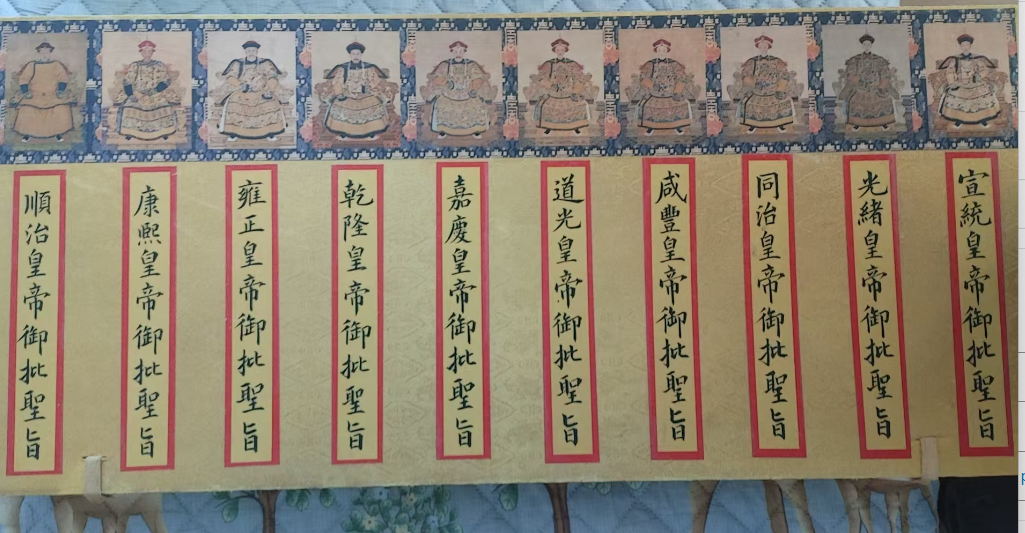 順治皇帝御批聖旨
康熙皇帝御批聖旨
雍正皇帝御批聖旨
乾隆皇帝御批聖旨
嘉慶皇帝御批聖旨
道光皇帝御批聖旨
咸豐皇帝御批聖旨
同治皇帝御批聖旨
光緒皇帝御批聖旨
宣統皇帝御批聖旨